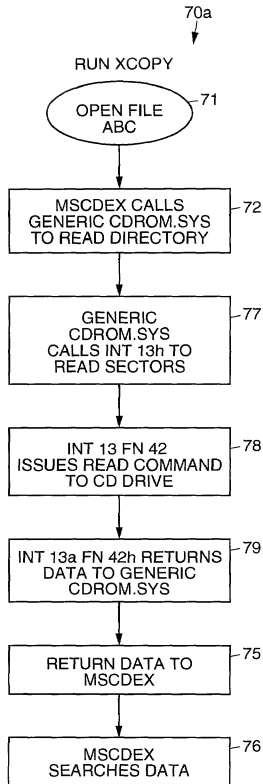 70a
RUN XCOPY
OPEN FILE
ABC
71
MSCDEX CALLS
GENERIC CDROM.SYS
TO READ DIRECTORY
72
GENERIC
CDROM.SYS
CALLS INT 13h TO
READ SECTORS
77
INT 13 FN 42
ISSUES READ COMMAND
TO CD DRIVE
78
INT 13a FN 42h RETURNS
DATA TO GENERIC
CDROM.SYS
79
RETURN DATA TO
MSCDEX
75
MSCDEX
SEARCHES DATA
76